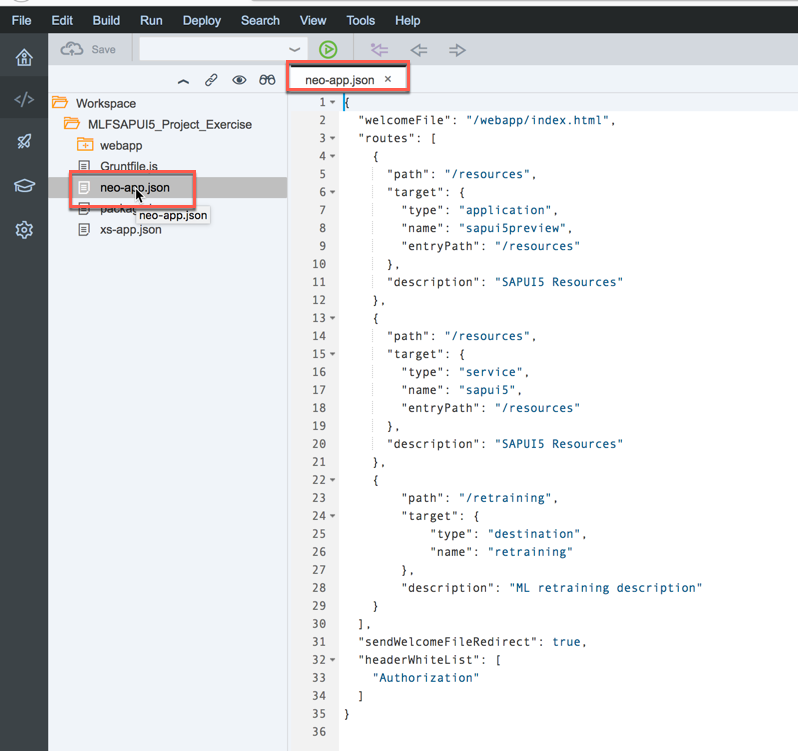 File Edit Build Run Deploy Search View Tools Help
Save
neo-app.json ×
Workspace
MLFSAPUI5_Project_Exercise
webapp
Gruntfile.js
neo-app.json
neo-app.json
xs-app.json
1 {
2 "welcomeFile": "/webapp/index.html",
3 "routes": [
4 {
5 "path": "/resources",
6 "target": {
7 "type": "application",
8 "name": "sapui5preview",
9 "entryPath": "/resources"
10 },
11 "description": "SAPUI5 Resources"
12 },
13 {
14 "path": "/resources",
15 "target": {
16 "type": "service",
17 "name": "sapui5",
18 "entryPath": "/resources"
19 },
20 "description": "SAPUI5 Resources"
21 },
22 {
23 "path": "/retraining",
24 "target": {
25 "type": "destination",
26 "name": "retraining"
27 },
28 "description": "ML retraining description"
29 }
30 ],
31 "sendWelcomeFileRedirect": true,
32 "headerWhiteList": [
33 "Authorization"
34 ]
35 }
36